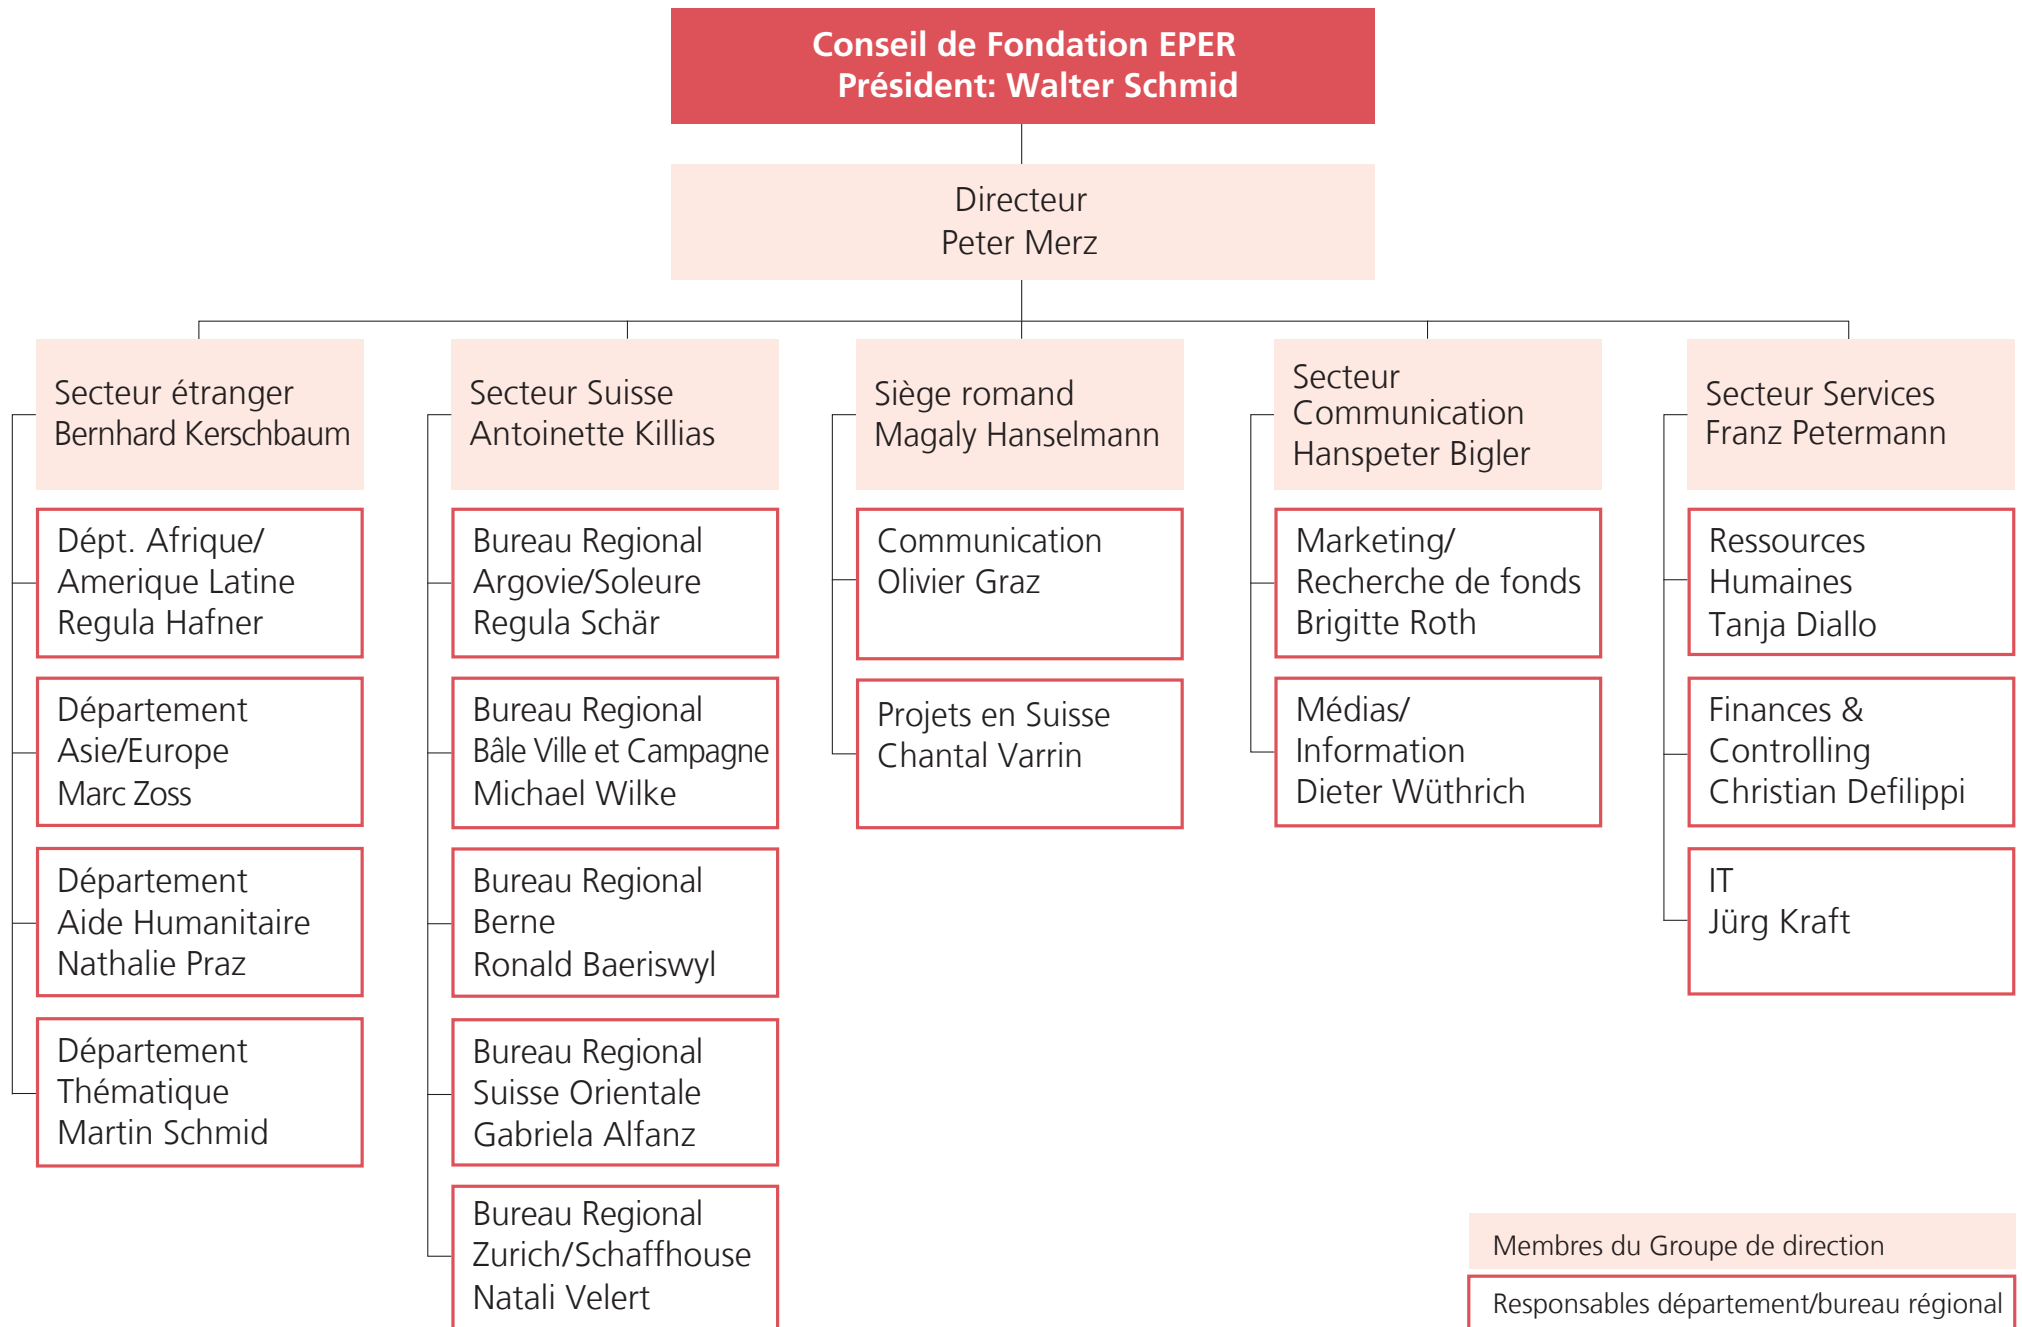 Conseil de Fondation EPER
Président: Walter Schmid
Directeur
Peter Merz
Secteur étranger
Bernhard Kerschbaum
Dépt. Afrique/
Amerique Latine
Regula Hafner
Département
Asie/Europe
Marc Zoss
Département
Aide Humanitaire
Nathalie Praz
Département
Thématique
Martin Schmid
Secteur Suisse
Antoinette Killias
Bureau Regional
Argovie/Soleure
Regula Schär
Bureau Regional
Bâle Ville et Campagne
Michael Wilke
Bureau Regional
Berne
Ronald Baeriswyl
Bureau Regional
Suisse Orientale
Gabriela Alfanz
Bureau Regional
Zurich/Schaffhouse
Natali Velert
Siège romand
Magaly Hanselmann
Communication
Olivier Graz
Projets en Suisse
Chantal Varrin
Secteur
Communication
Hanspeter Bigler
Marketing/
Recherche de fonds
Brigitte Roth
Médias/
Information
Dieter Wüthrich
Secteur Services
Franz Petermann
Ressources
Humaines
Tanja Diallo
Finances &
Controlling
Christian Defilippi
IT
Jürg Kraft
Membres du Groupe de direction
Responsables département/bureau régional